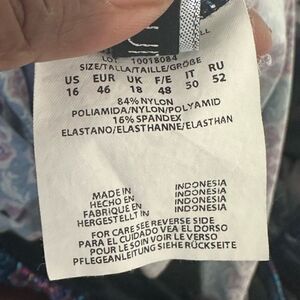 LL
LOT: 10018084
SIZE/TALLA/TAILLE/GRÖßE
US EUR UK F/E IT RU
16 46 18 48 50 52
84% NYLON
POLIAMIDA/NYLON/POLYAMID
16% SPANDEX
ELASTANO/ELASTHANNE/ELASTHAN
MADE IN INDONESIA
HECHO EN INDONESIA
FABRIQUÉ EN INDONESIA
HERGESTELLT IN INDONESIA
FOR CARE SEE REVERSE SIDE
PARA EL CUIDADO VEA EL DORSO
POUR LE SOIN VOIR LE VERSO
PFLEGEANLEITUNG SIEHE RÜCKSEITE